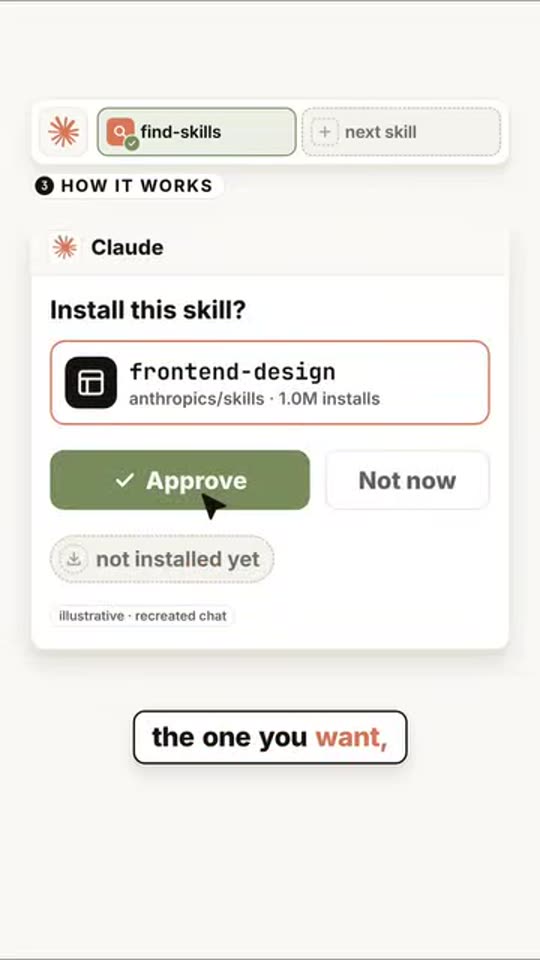 find-skills
+ next skill
3 HOW IT WORKS
Claude
Install this skill?
frontend-design
anthropics/skills · 1.0M installs
✓ Approve
Not now
not installed yet
illustrative · recreated chat
the one you want,